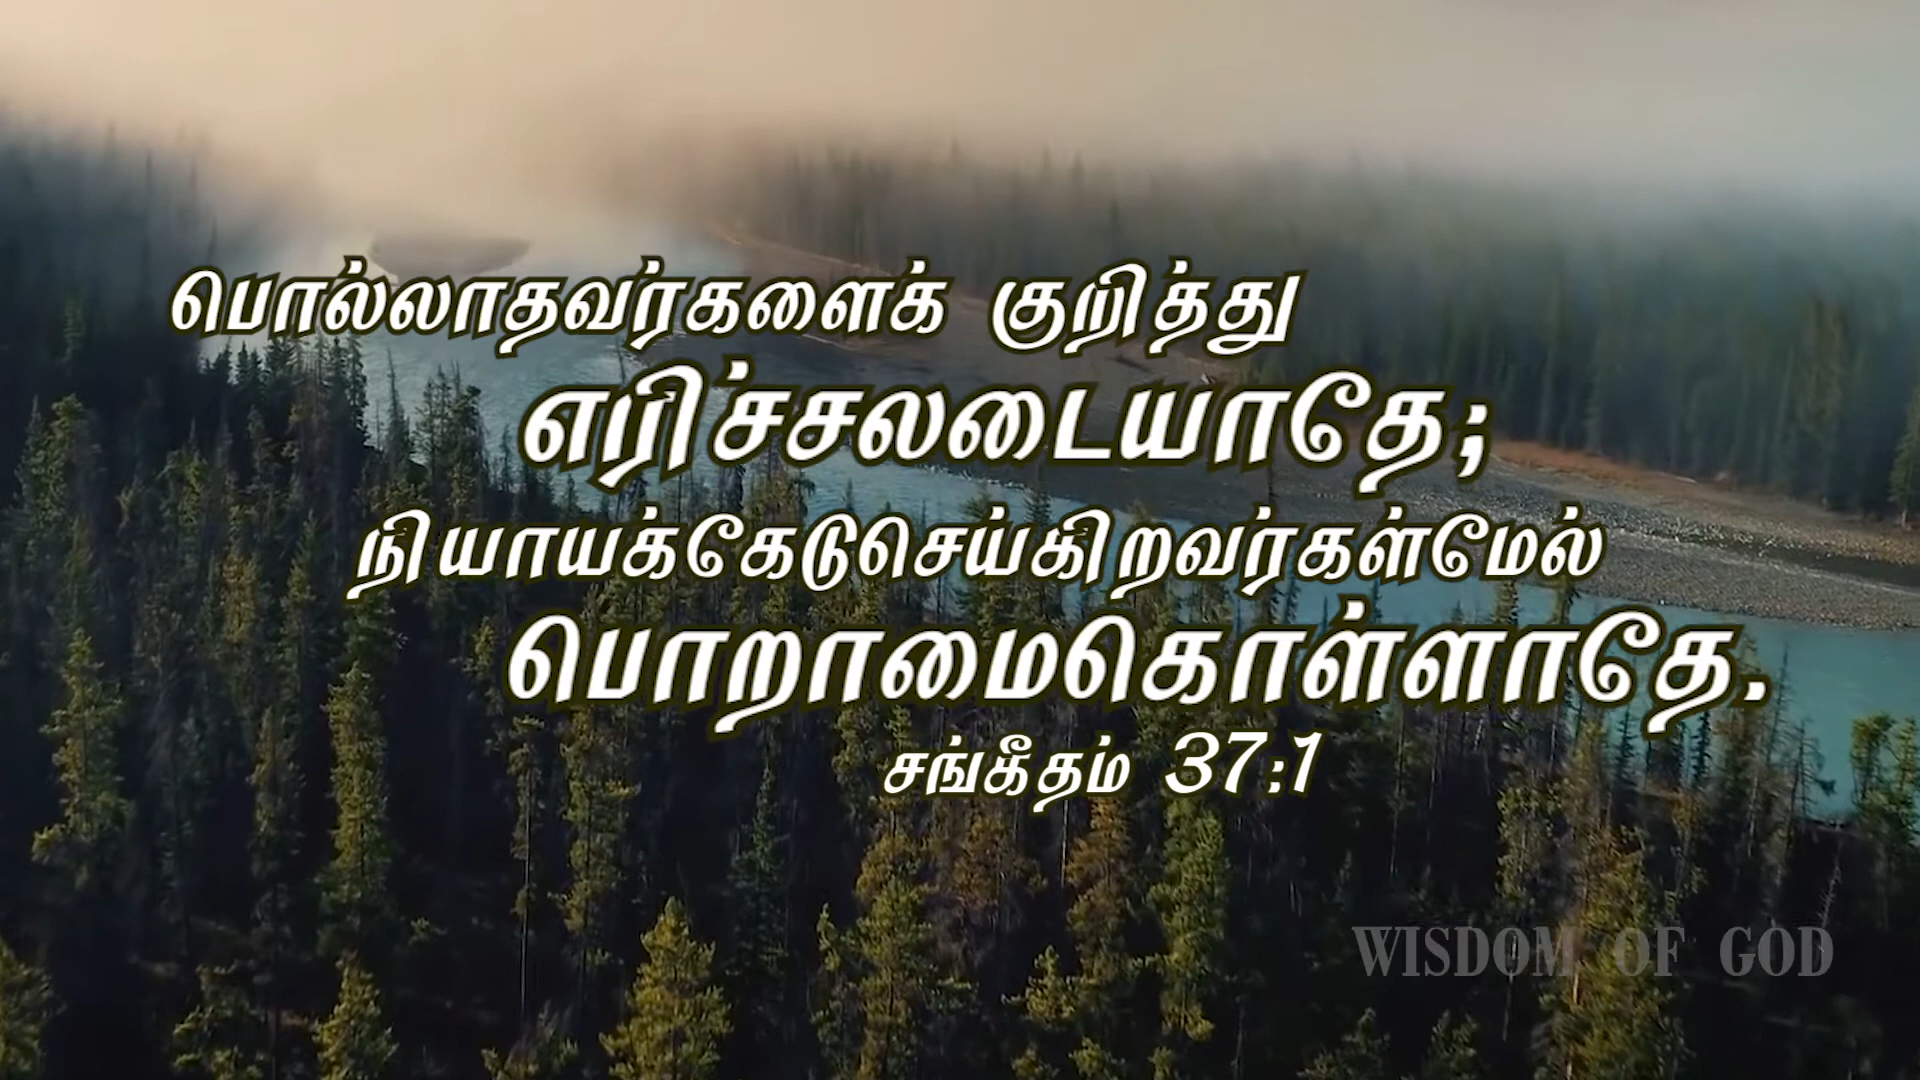 பொல்லாதவர்களைக் குறித்து
எரிச்சலடையாதே;
நியாயக்கேடுசெய்கிறவர்கள்மேல்
பொறாமைகொள்ளாதே.
சங்கீதம் 37:1
WISDOM OF GOD